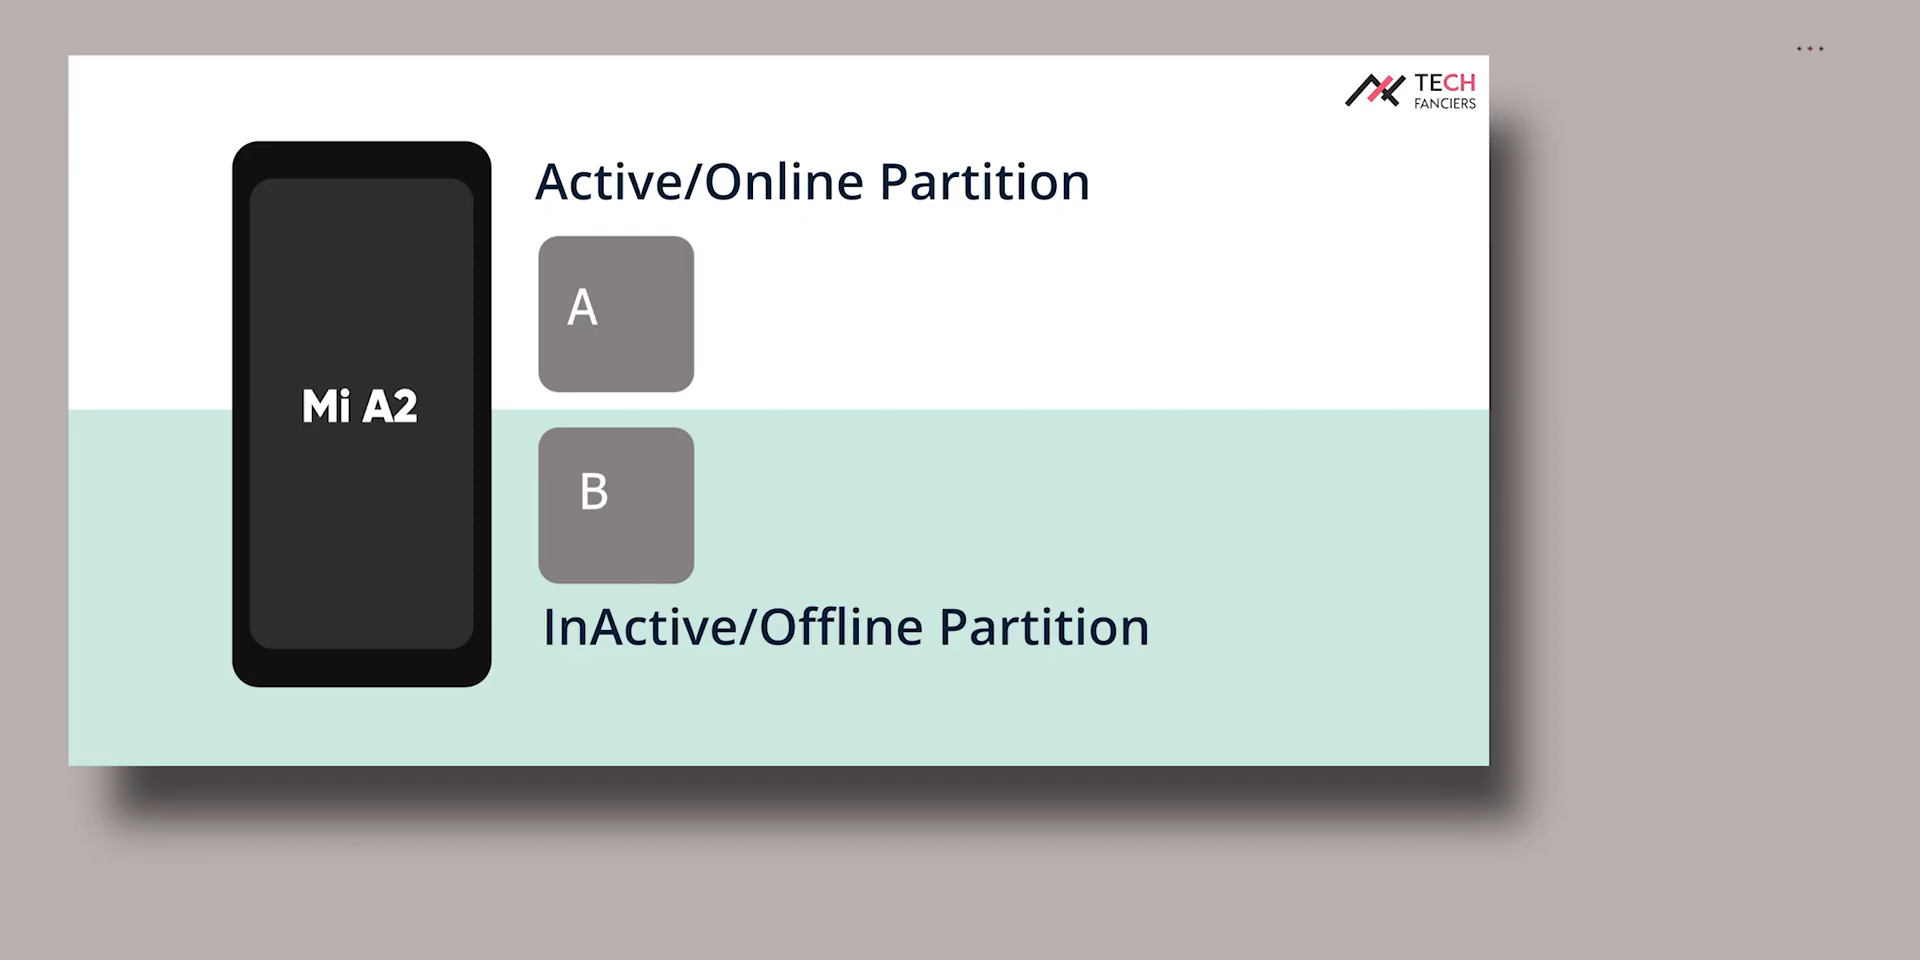 TECH
FANCIERS
Active/Online Partition
A
Mi A2
B
InActive/Offline Partition